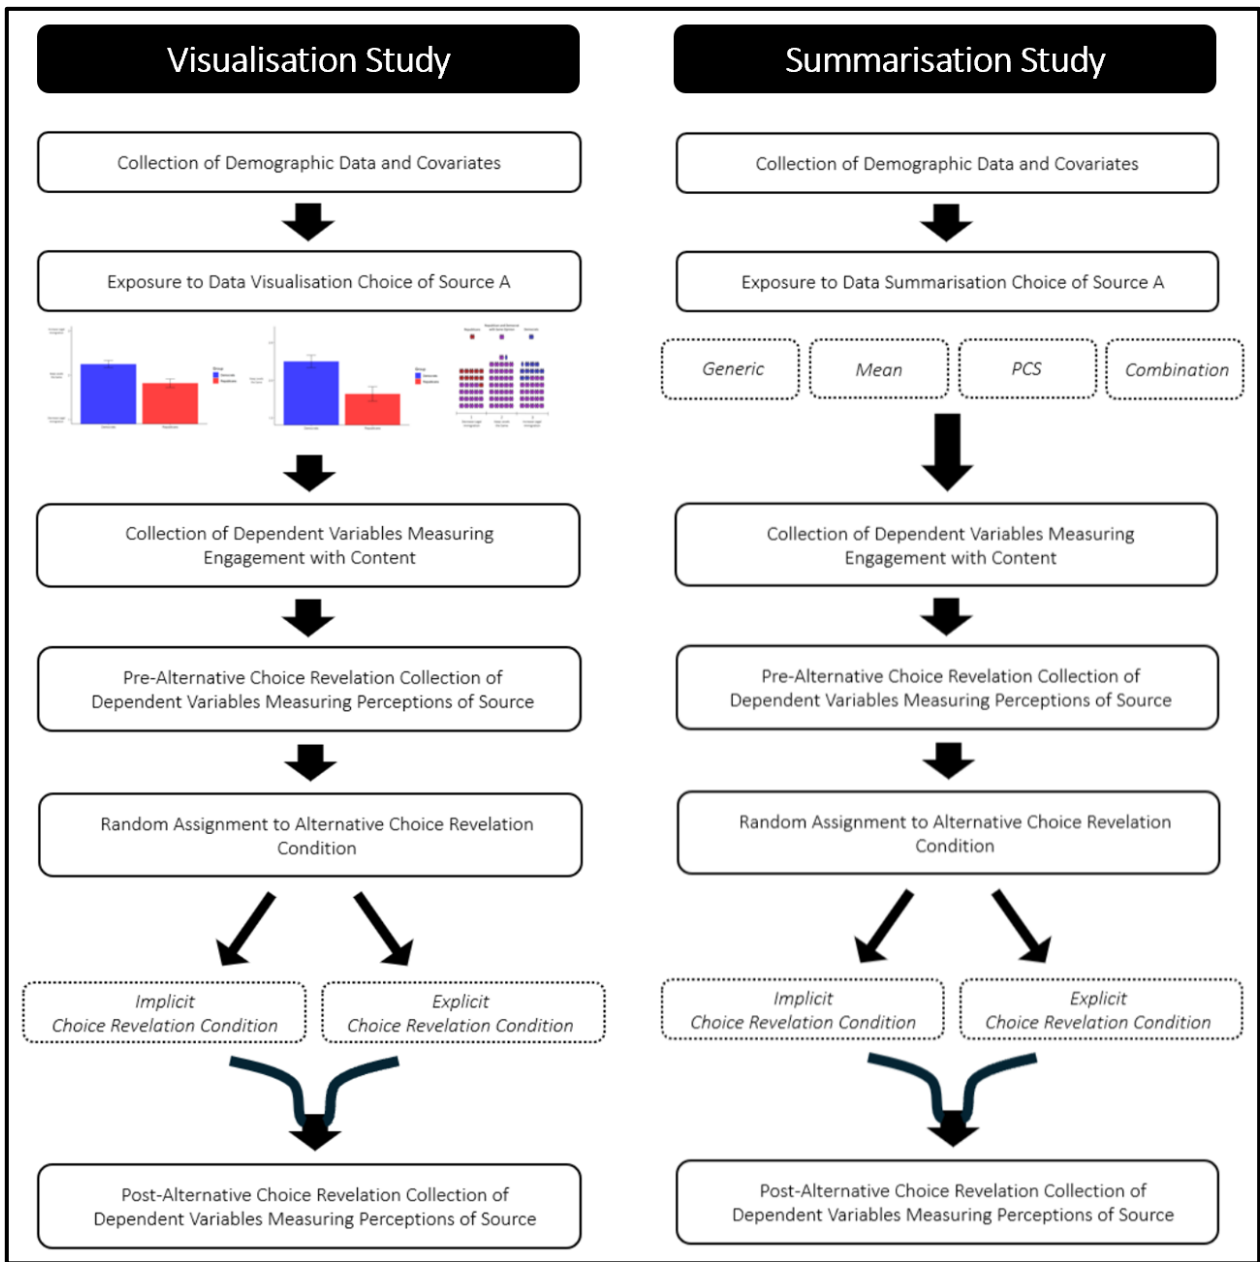 Visualisation Study
Collection of Demographic Data and Covariates
Exposure to Data Visualisation Choice of Source A
Collection of Dependent Variables Measuring
Engagement with Content
Pre-Alternative Choice Revelation Collection of
Dependent Variables Measuring Perceptions of Source
Random Assignment to Alternative Choice Revelation
Condition
Implicit
Choice Revelation Condition
Explicit
Choice Revelation Condition
Post-Alternative Choice Revelation Collection of
Dependent Variables Measuring Perceptions of Source
Summarisation Study
Collection of Demographic Data and Covariates
Exposure to Data Summarisation Choice of Source A
Generic
Mean
PCS
Combination
Collection of Dependent Variables Measuring
Engagement with Content
Pre-Alternative Choice Revelation Collection of
Dependent Variables Measuring Perceptions of Source
Random Assignment to Alternative Choice Revelation
Condition
Implicit
Choice Revelation Condition
Explicit
Choice Revelation Condition
Post-Alternative Choice Revelation Collection of
Dependent Variables Measuring Perceptions of Source